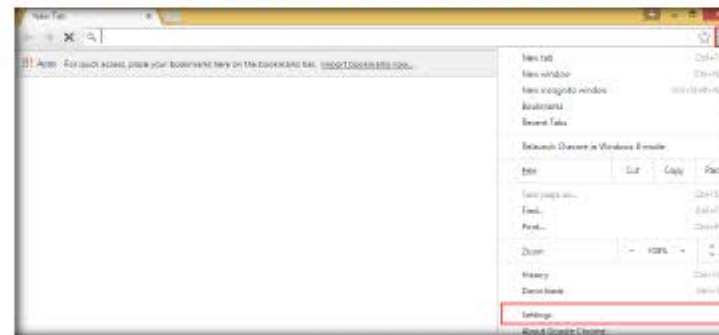 New Tab
Apps For quick access, place your bookmarks here on the bookmarks bar. Import bookmarks now...
New tab
New window
New incognito window
Bookmarks
Recent Tabs
Relaunch Chrome in Windows 8 mode
Edit Cut Copy
Save page as...
Find...
Print...
Zoom - 100% +
History
Downloads
Settings
About Google Chrome